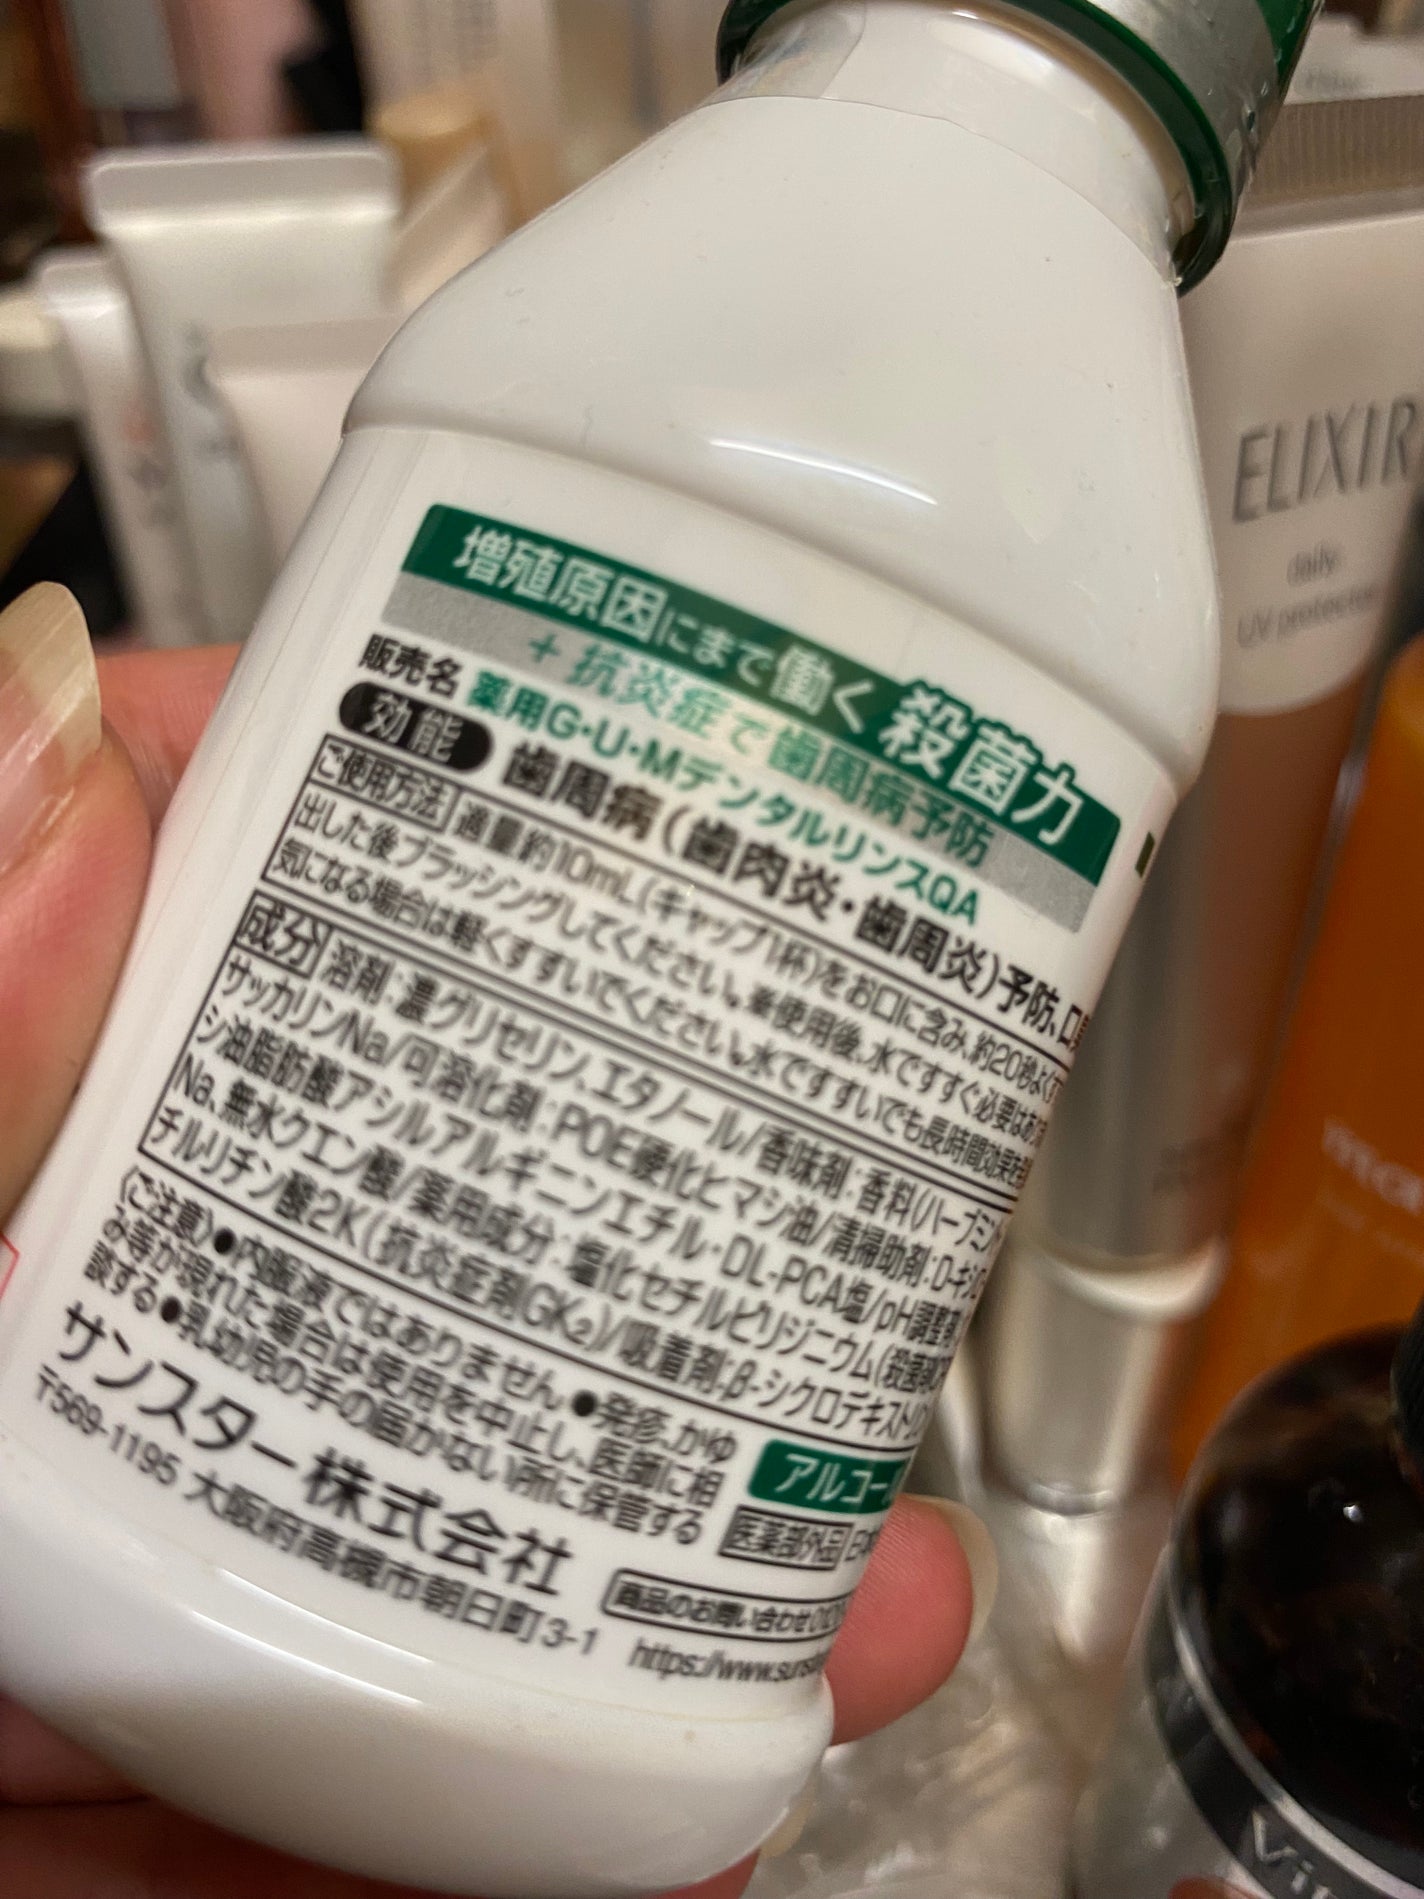 増殖原因にまで働く殺菌力
+抗炎症で歯周病予防
販売名 薬用G・U・MデンタルリンスQA
効能 歯周病(歯肉炎・歯周炎)予防、口
ご使用方法 適量約10mL(キャップ1杯)をお口に含み、約20秒よくす
出した後ブラッシングしてください。※使用後、水ですすぐ必要はあり
気になる場合は軽くすすいでください。水ですすいでも長時間効果を
成分 溶剤:濃グリセリン、エタノール/香味剤:香料(ハーブミン
サッカリンNa/可溶化剤:POE硬化ヒマシ油/清掃助剤:D-キシ
シ油脂肪酸アシルアルギニンエチル・DL-PCA塩/pH調整
Na、無水クエン酸/薬用成分:塩化セチルピリジニウム(殺菌剤
チルリチン酸2K(抗炎症剤GK2)/吸着剤:β-シクロデキストリン
〈ご注意〉●内服液ではありません。●発疹、かゆ
み等が現れた場合は使用を中止し、医師に相
談する●乳幼児の手の届かない所に保管する
アルコール
医薬部外品 日本
サンスター株式会社
〒569-1195 大阪府高槻市朝日町3-1
商品のお問い合わせ 012
https://www.suns
ELIXIR
daily
UV protector
Vi